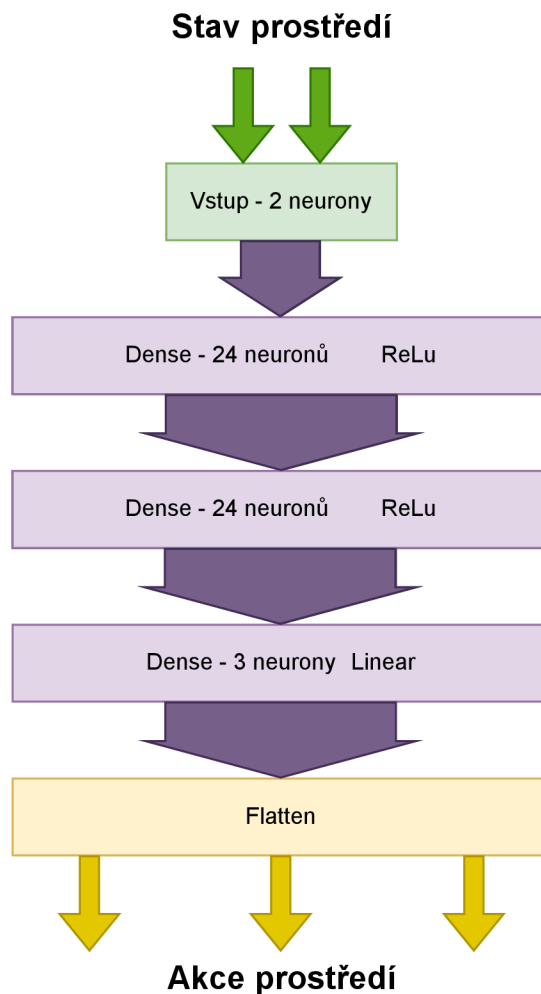 Stav prostředí
Vstup - 2 neurony
Dense - 24 neuronů ReLu
Dense - 24 neuronů ReLu
Dense - 3 neurony Linear
Flatten
Akce prostředí